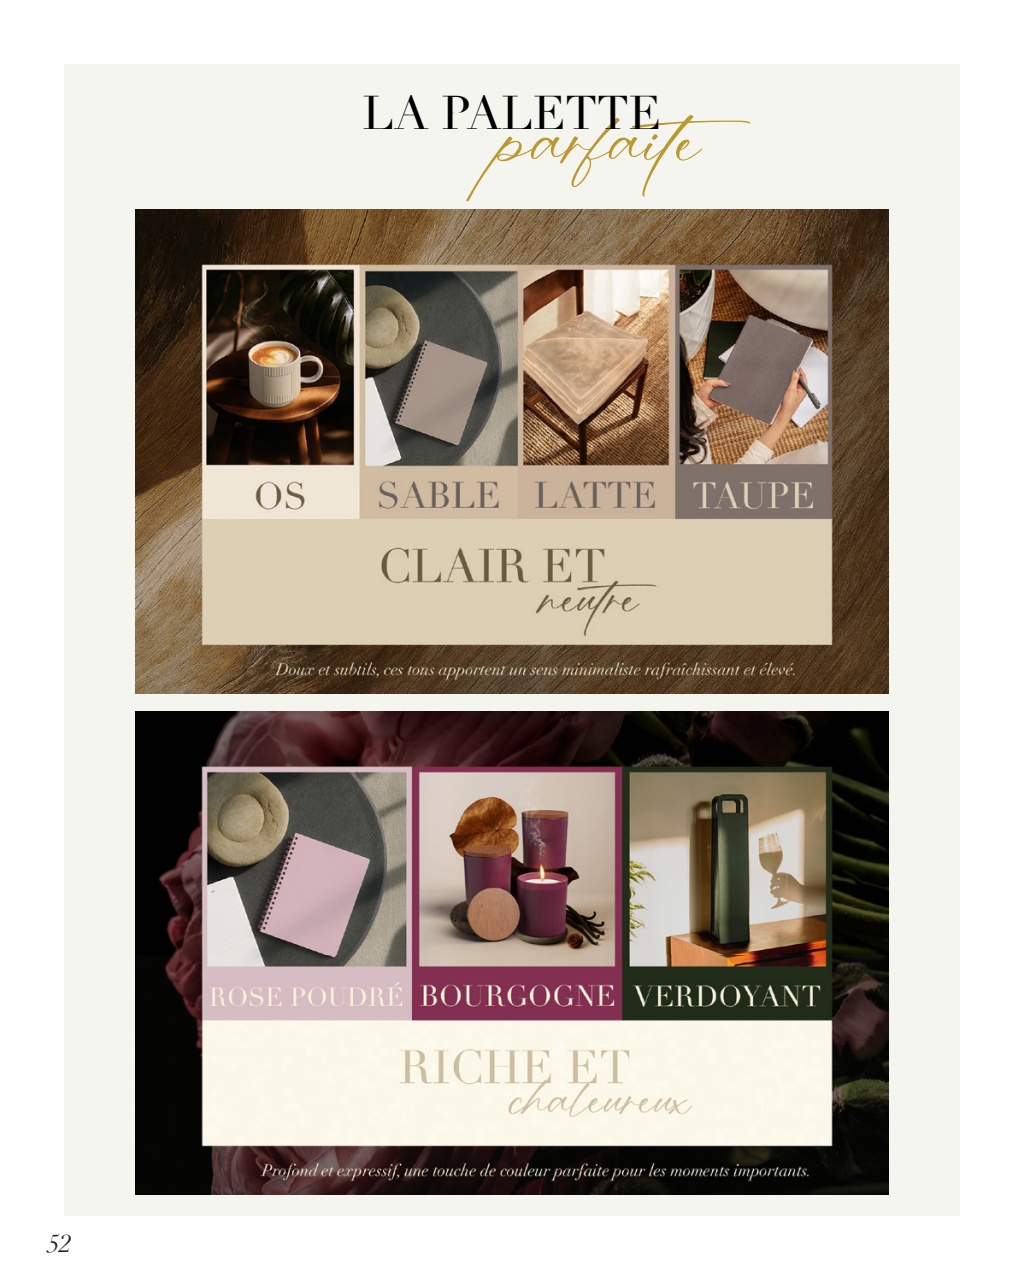 LA PALETTE
parfaite
OS
SABLE
LATTE
TAUPE
CLAIR ET
neutre
Doux et subtils, ces tons apportent un sens minimaliste rafraîchissant et élevé.
ROSE POUDRÉ
BOURGOGNE
VERDOYANT
RICHE ET
chaleureux
Profond et expressif, une touche de couleur parfaite pour les moments importants.
52